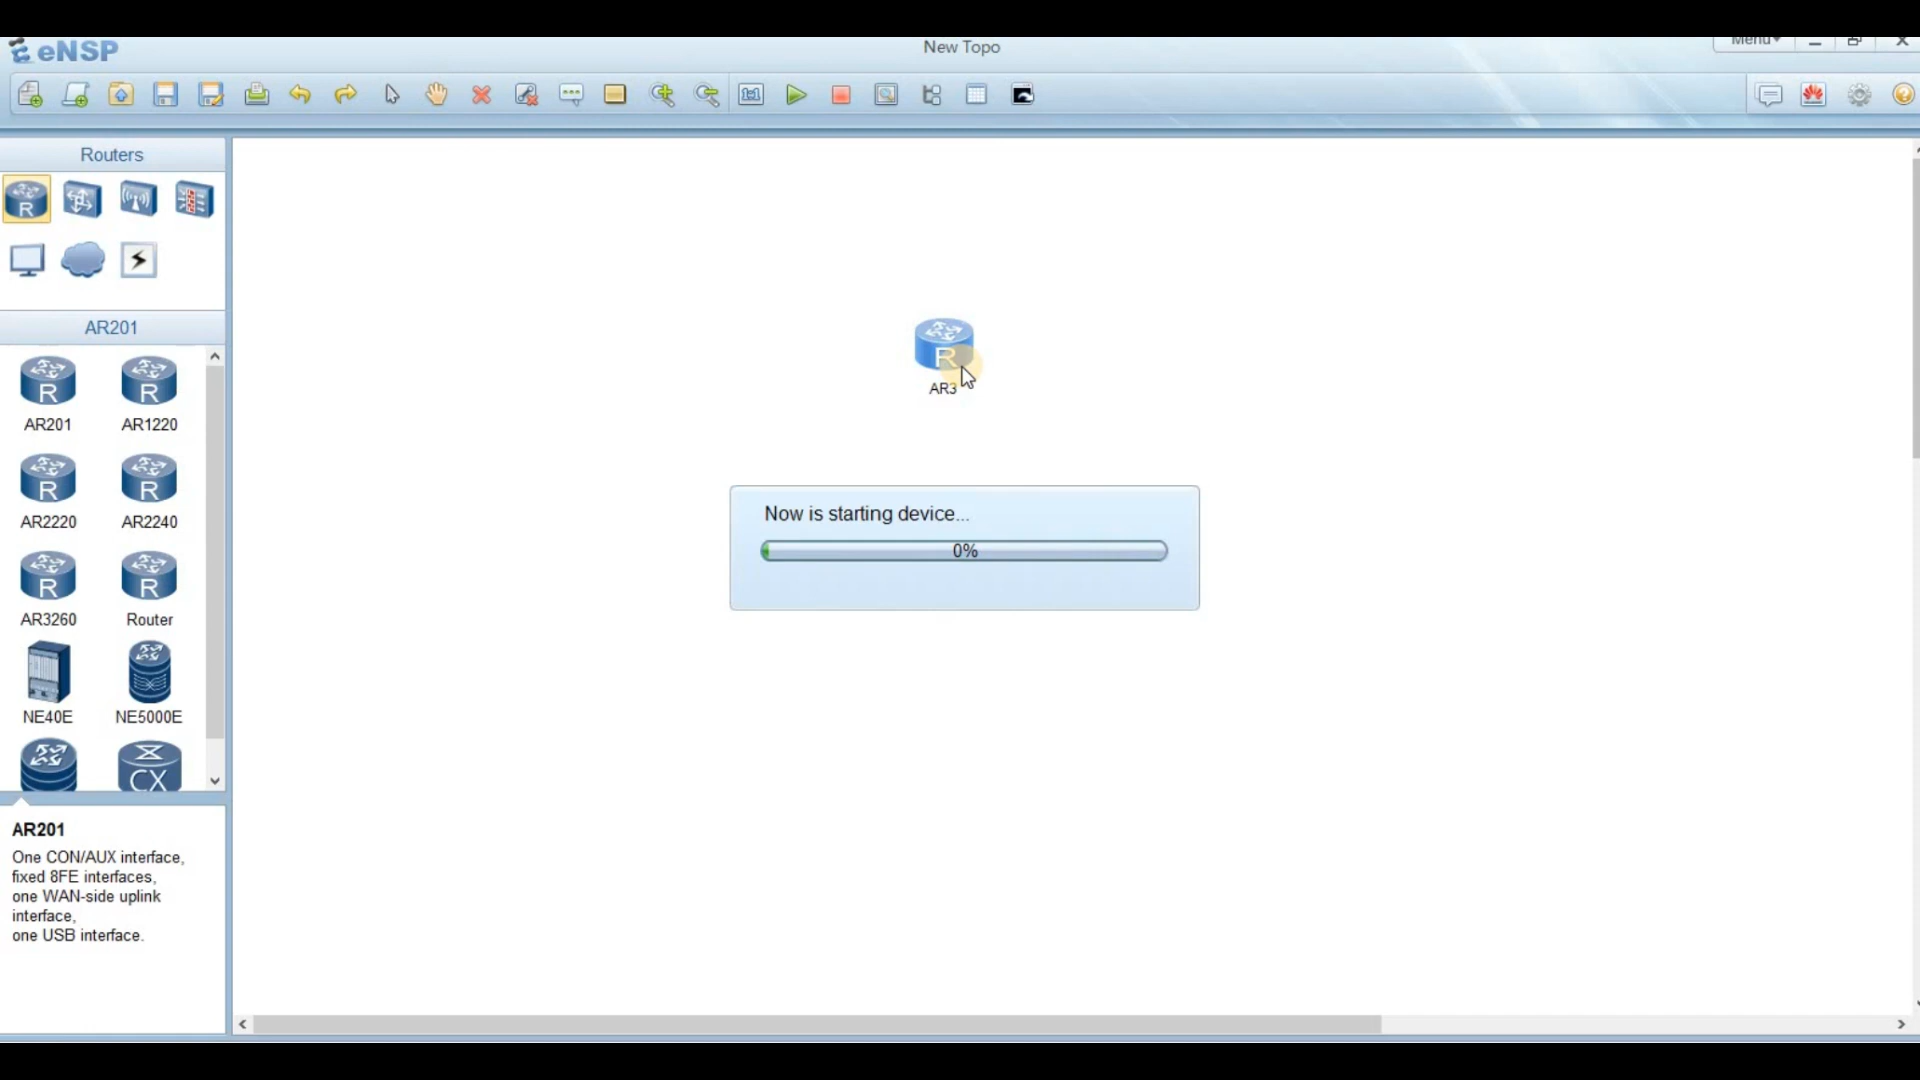 eNSP
New Topo
Menu
Routers
R
AR201
R
R
AR201
AR1220
R
R
AR2220
AR2240
R
R
AR3260
Router
NE40E
NE5000E
CX
AR201
One CON/AUX interface,
fixed 8FE interfaces,
one WAN-side uplink
interface,
one USB interface.
R
AR3
Now is starting device...
0%